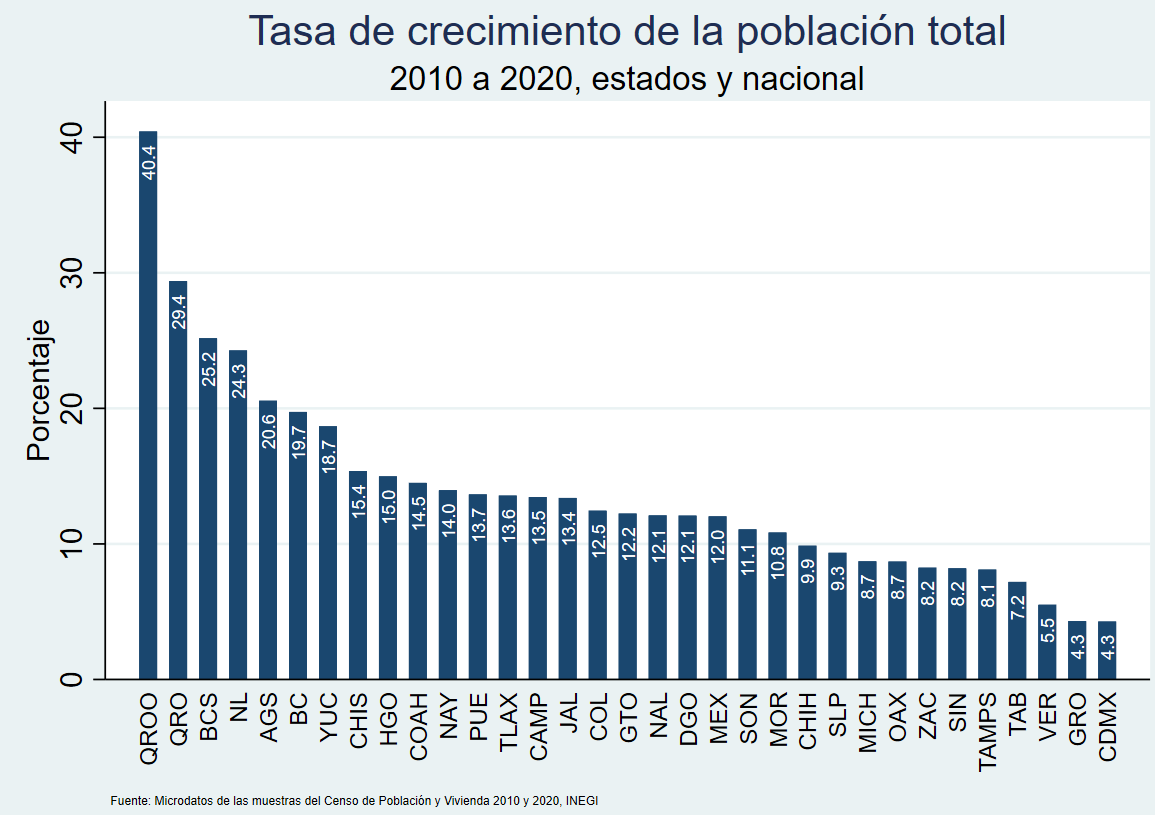 Tasa de crecimiento de la población total
2010 a 2020, estados y nacional
Porcentaje
40
30
20
10
0
40.4
29.4
25.2
24.3
20.6
19.7
18.7
15.4
15.0
14.5
14.0
13.7
13.6
13.5
13.4
12.5
12.2
12.1
12.1
12.0
11.1
10.8
9.9
9.3
8.7
8.7
8.2
8.2
8.1
7.2
5.5
4.3
4.3
QROO
QRO
BCS
NL
AGS
BC
YUC
CHIS
HGO
COAH
NAY
PUE
TLAX
CAMP
JAL
COL
GTO
NAL
DGO
MEX
SON
MOR
CHIH
SLP
MICH
OAX
ZAC
SIN
TAMPS
TAB
VER
GRO
CDMX
Fuente: Microdatos de las muestras del Censo de Población y Vivienda 2010 y 2020, INEGI